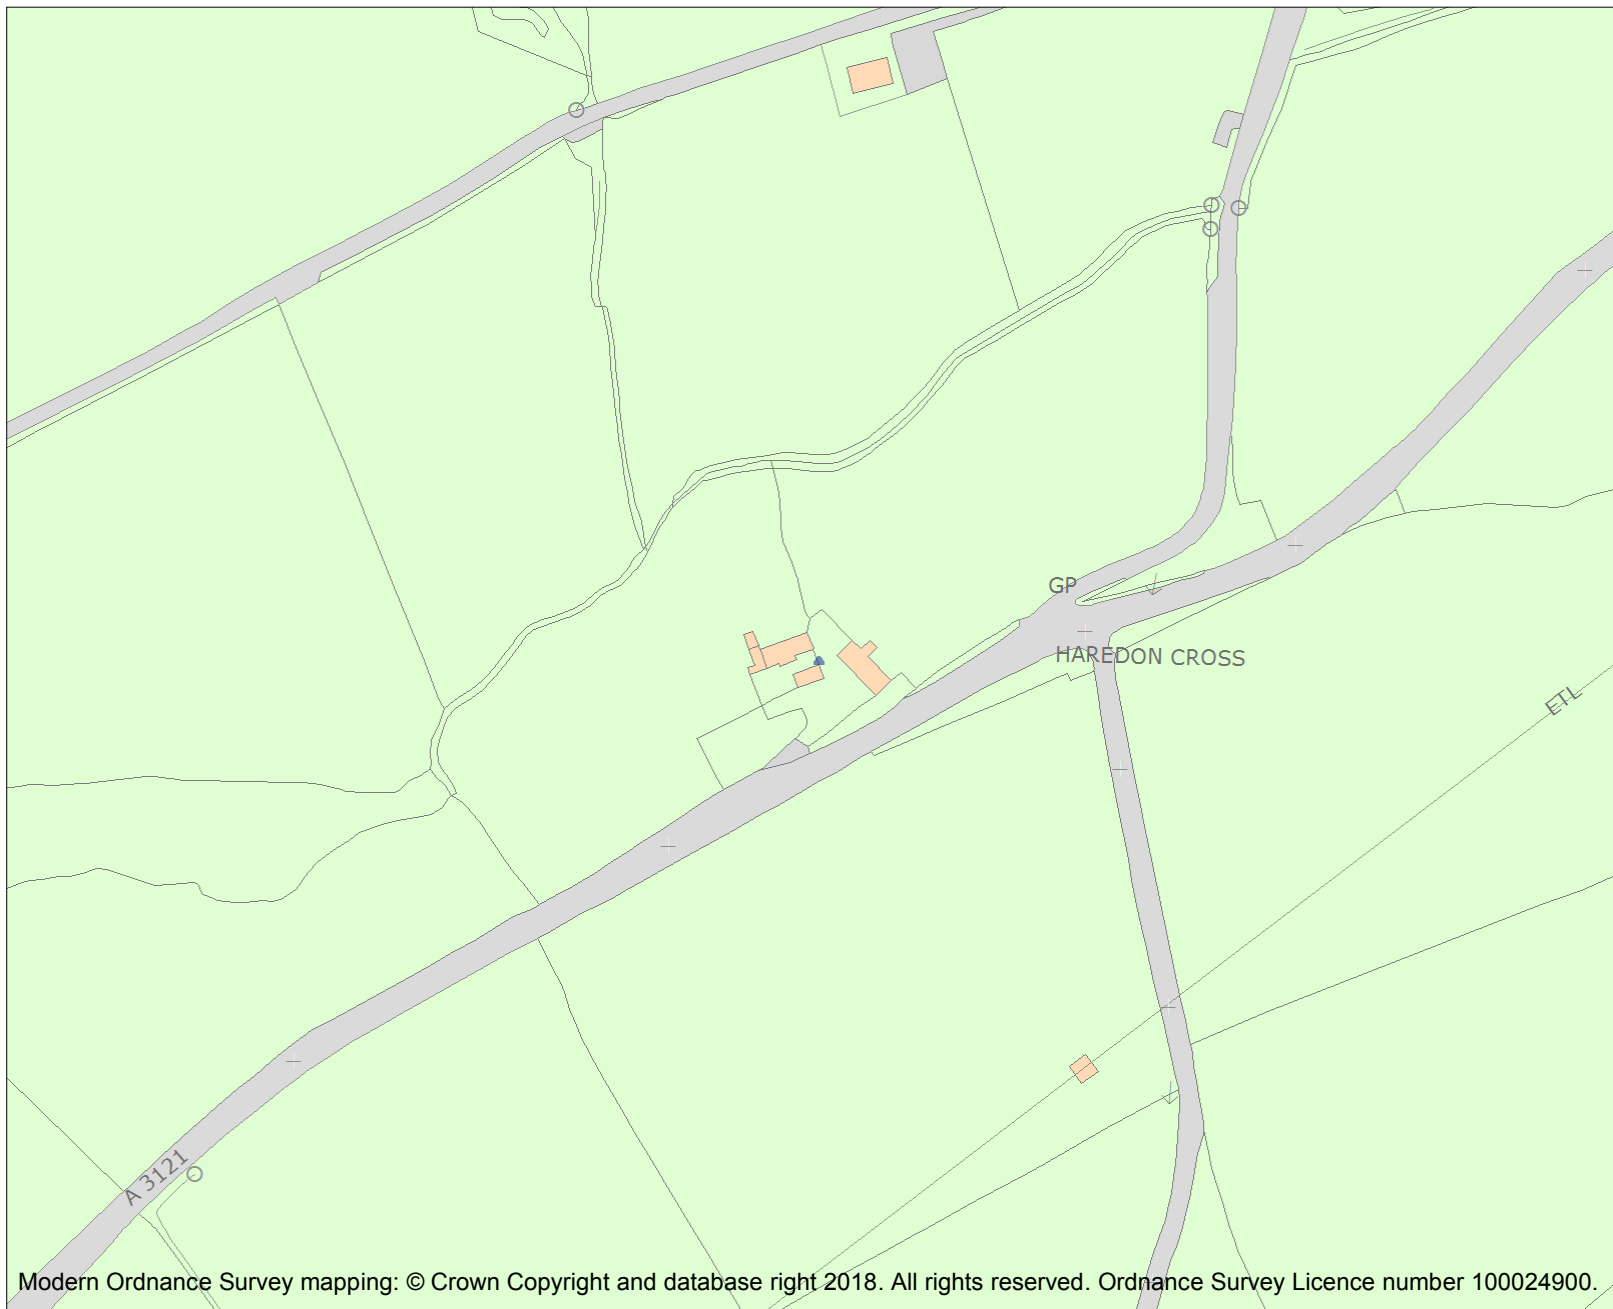 GP
HAREDON CROSS
ETL
A 3121
Modern Ordnance Survey mapping: © Crown Copyright and database right 2018. All rights reserved. Ordnance Survey Licence number 100024900.